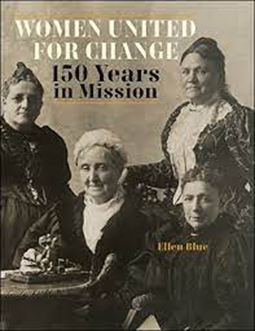 WOMEN UNITED
FOR CHANGE
150 Years
in Mission
Ellen Blue